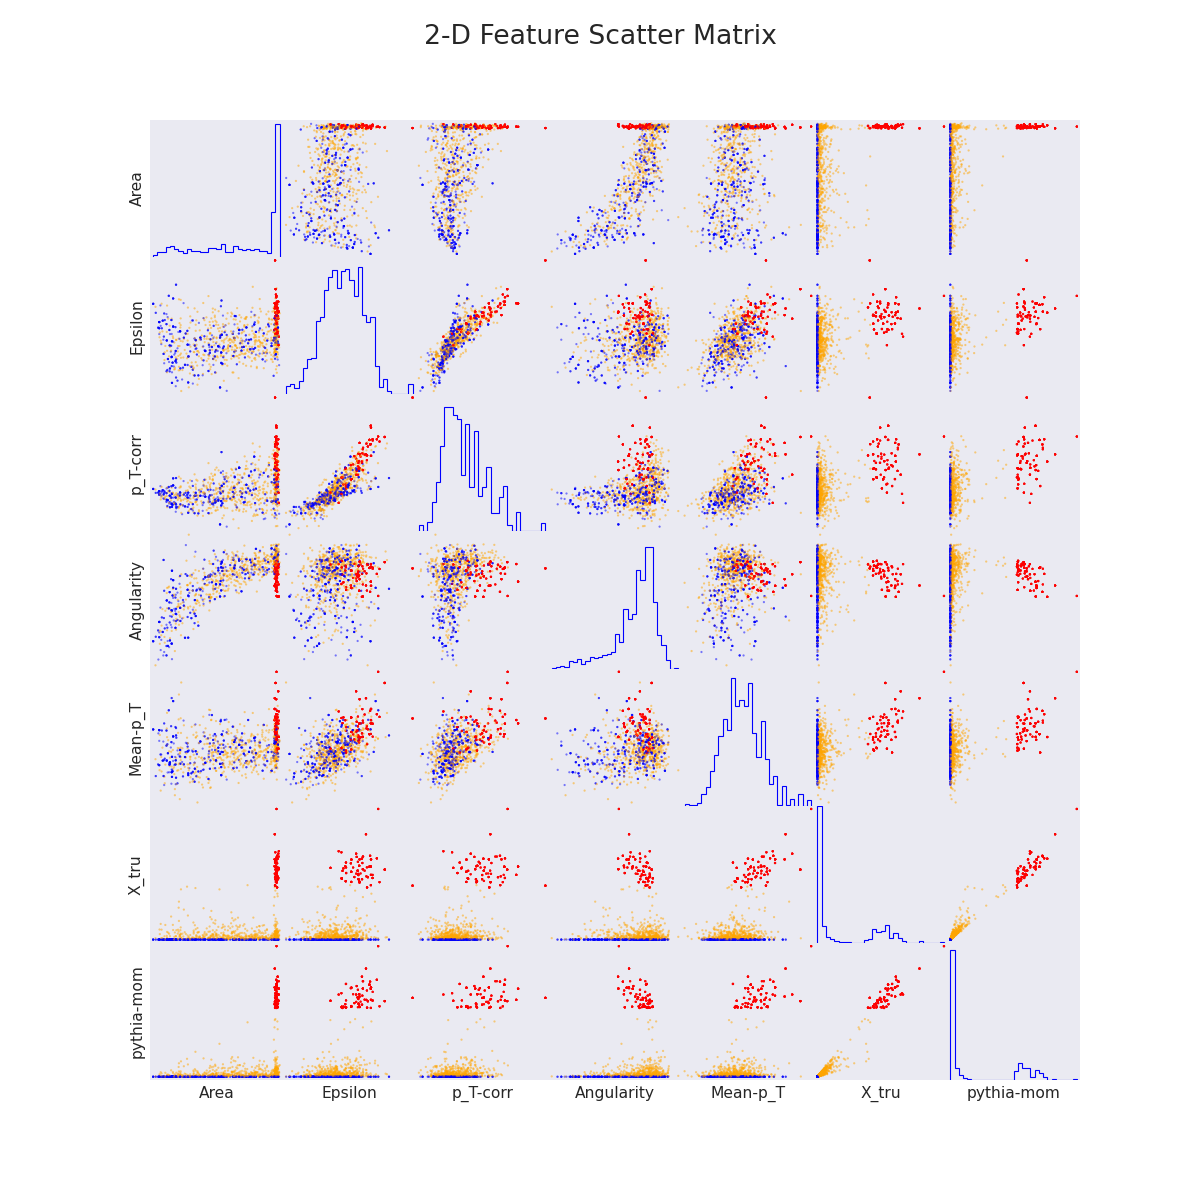 2-D Feature Scatter Matrix
Area
Epsilon
p_T-corr
Angularity
Mean-p_T
X_tru
pythia-mom
Area
Epsilon
p_T-corr
Angularity
Mean-p_T
X_tru
pythia-mom